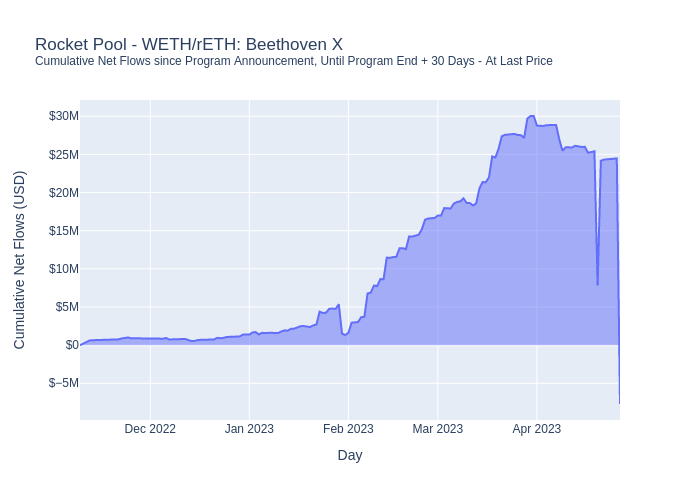 Rocket Pool - WETH/rETH: Beethoven X
Cumulative Net Flows since Program Announcement, Until Program End + 30 Days - At Last Price
Cumulative Net Flows (USD)
$30M
$25M
$20M
$15M
$10M
$5M
$0
$−5M
Dec 2022
Jan 2023
Feb 2023
Mar 2023
Apr 2023
Day